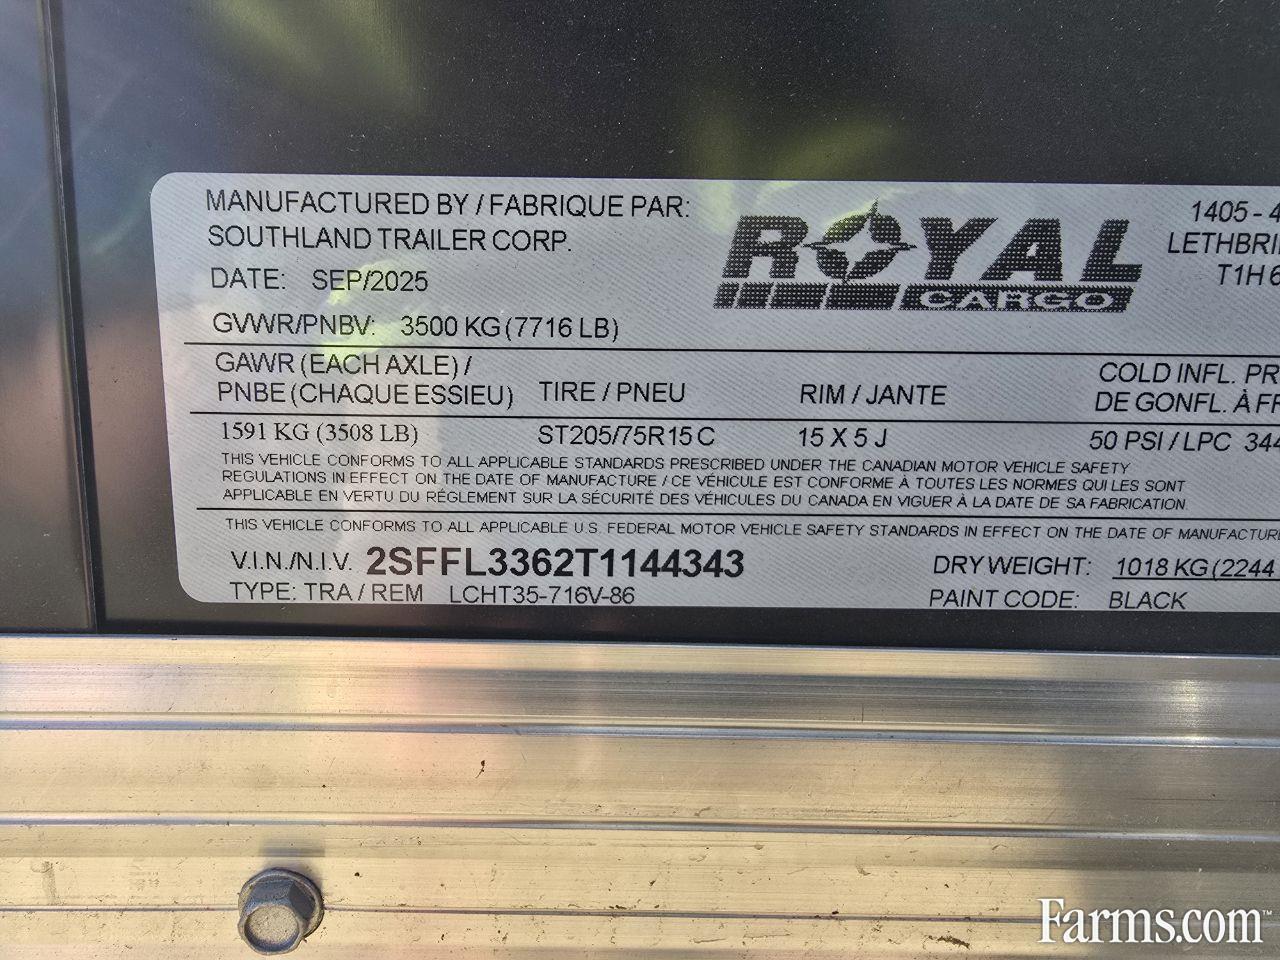 MANUFACTURED BY / FABRIQUE PAR:
SOUTHLAND TRAILER CORP.
DATE: SEP/2025
GVWR/PNBV: 3500 KG (7716 LB)
ROYAL
CARGO
1405 - 4
LETHBRI
T1H 6
GAWR (EACH AXLE) /
PNBE (CHAQUE ESSIEU)
TIRE / PNEU
RIM / JANTE
COLD INFL. PR
DE GONFL. À FR
1591 KG (3508 LB)
ST205/75R15 C
15 X 5 J
50 PSI / LPC 344
THIS VEHICLE CONFORMS TO ALL APPLICABLE STANDARDS PRESCRIBED UNDER THE CANADIAN MOTOR VEHICLE SAFETY
REGULATIONS IN EFFECT ON THE DATE OF MANUFACTURE / CE VÉHICULE EST CONFORME À TOUTES LES NORMES QUI LES SONT
APPLICABLE EN VERTU DU RÉGLEMENT SUR LA SÉCURITÉ DES VÉHICULES DU CANADA EN VIGUER À LA DATE DE SA FABRICATION.
THIS VEHICLE CONFORMS TO ALL APPLICABLE U.S. FEDERAL MOTOR VEHICLE SAFETY STANDARDS IN EFFECT ON THE DATE OF MANUFACTURE
V.I.N./N.I.V. 2SFFL3362T1144343
DRY WEIGHT: 1018 KG (2244
TYPE: TRA / REM LCHT35-716V-86
PAINT CODE: BLACK
Farms.com™